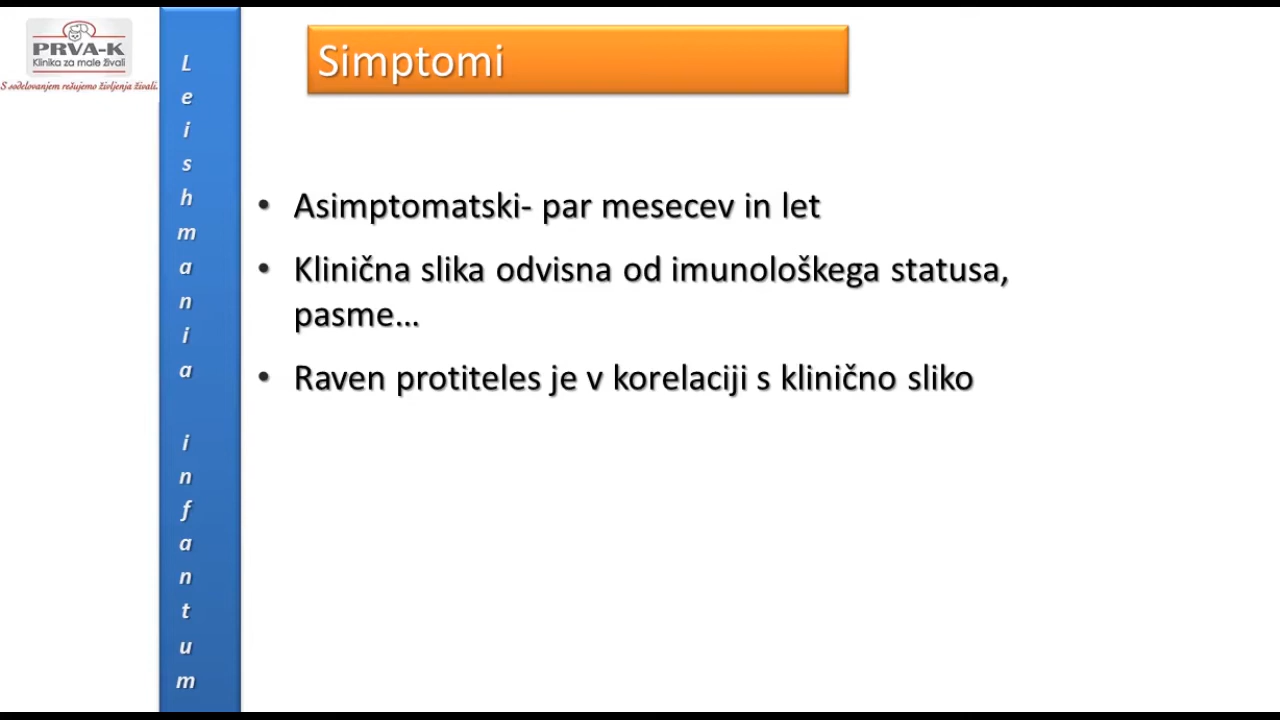 PRVA-K
Klinika za male živali
S sodelovanjem rešujemo življenja živali.
Leishmania infantum
Simptomi
• Asimptomatski- par mesecev in let
• Klinična slika odvisna od imunološkega statusa,
pasme...
• Raven protiteles je v korelaciji s klinično sliko